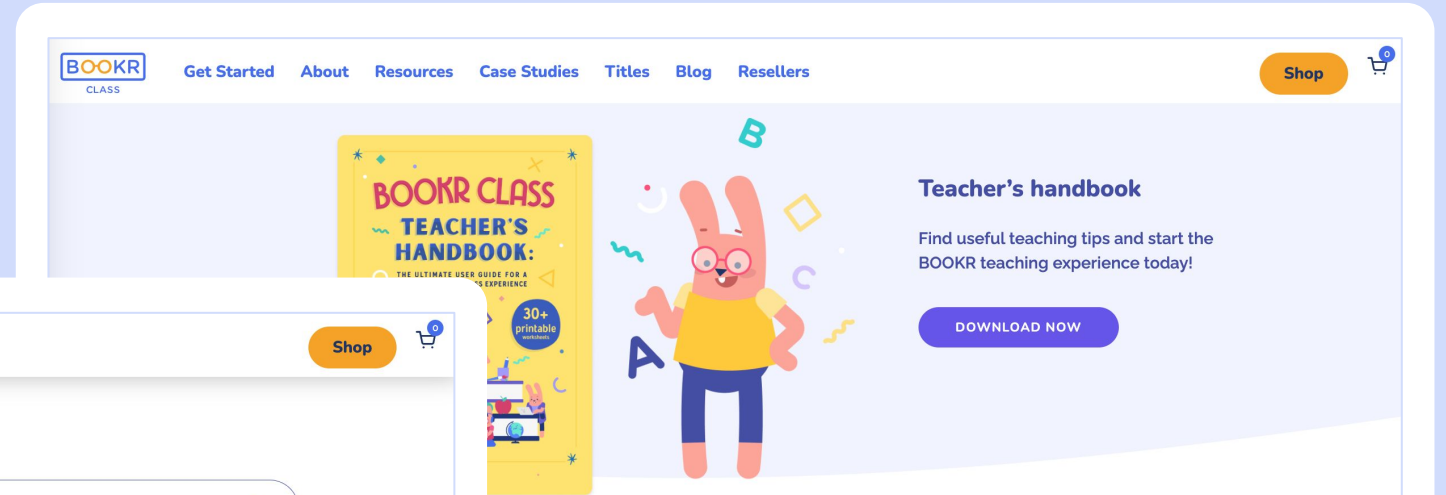 BOOKR
CLASS
Get Started
About
Resources
Case Studies
Titles
Blog
Resellers
Shop
0
BOOKR CLASS
TEACHER'S
HANDBOOK:
THE ULTIMATE USER GUIDE FOR A
EXPERIENCE
30+
printable
worksheets
B
C
A
Teacher's handbook
Find useful teaching tips and start the
BOOKR teaching experience today!
DOWNLOAD NOW
Shop
0